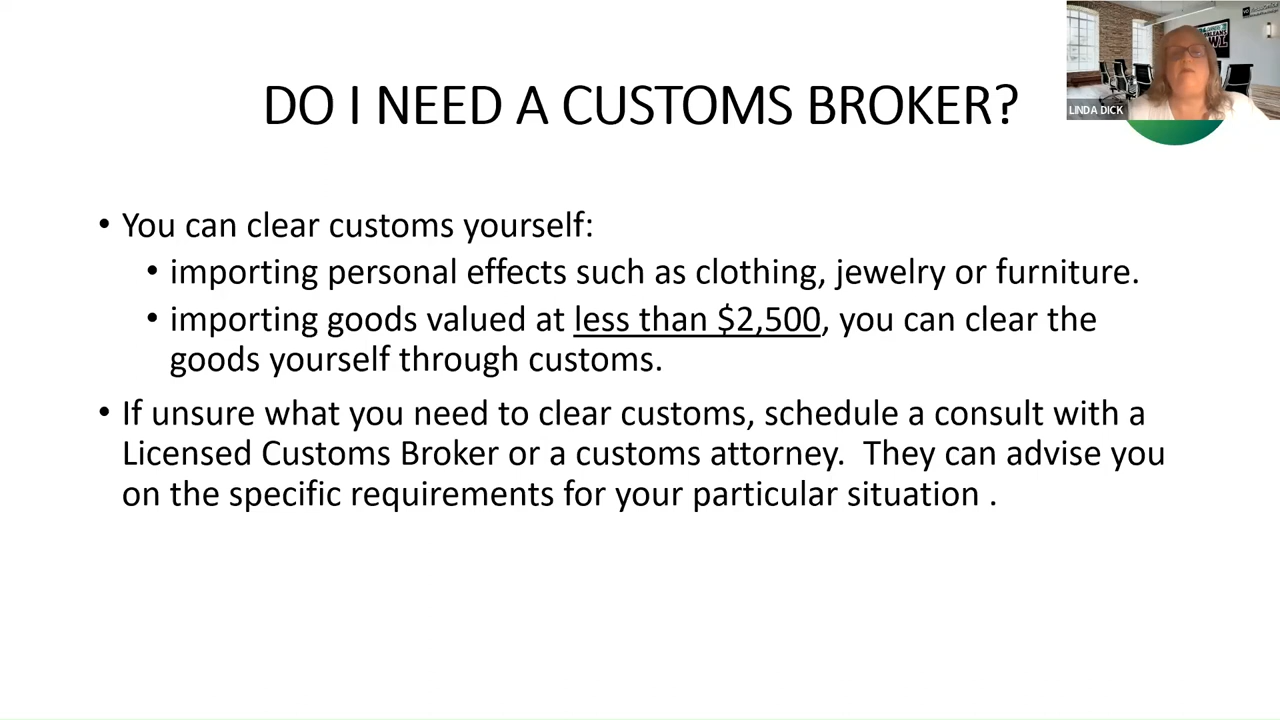 DO I NEED A CUSTOMS BROKER?
LINDA DICK
• You can clear customs yourself:
• importing personal effects such as clothing, jewelry or furniture.
• importing goods valued at less than $2,500, you can clear the
goods yourself through customs.
• If unsure what you need to clear customs, schedule a consult with a
Licensed Customs Broker or a customs attorney.  They can advise you
on the specific requirements for your particular situation .